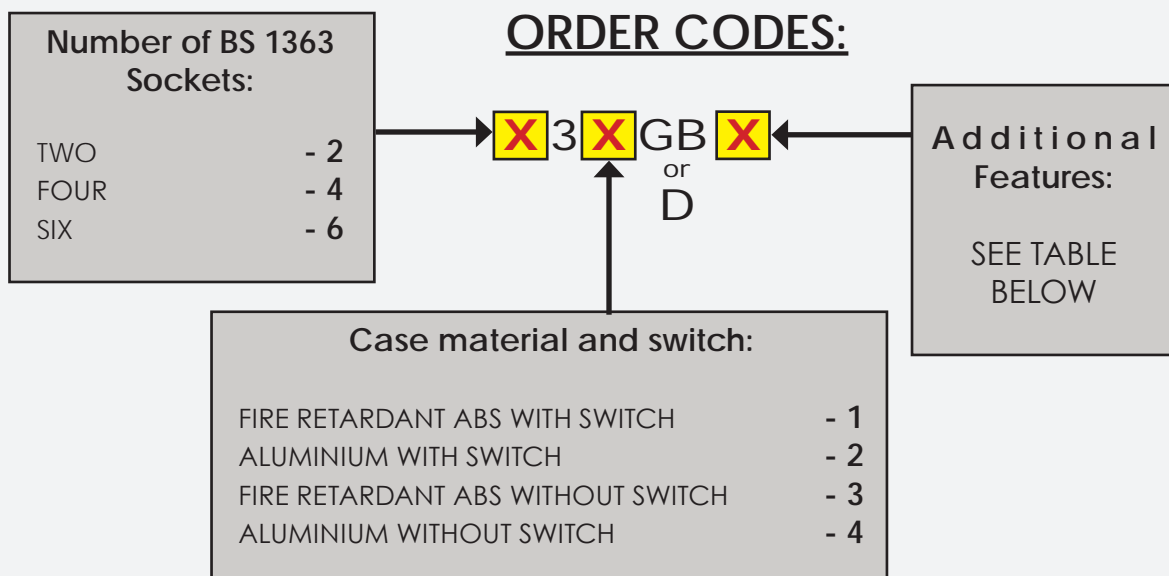 ORDER CODES:
Number of BS 1363
Sockets:
TWO - 2
FOUR - 4
SIX - 6
X3XGB X
or
D
Additional
Features:
SEE TABLE
BELOW
Case material and switch:
FIRE RETARDANT ABS WITH SWITCH - 1
ALUMINIUM WITH SWITCH - 2
FIRE RETARDANT ABS WITHOUT SWITCH - 3
ALUMINIUM WITHOUT SWITCH - 4